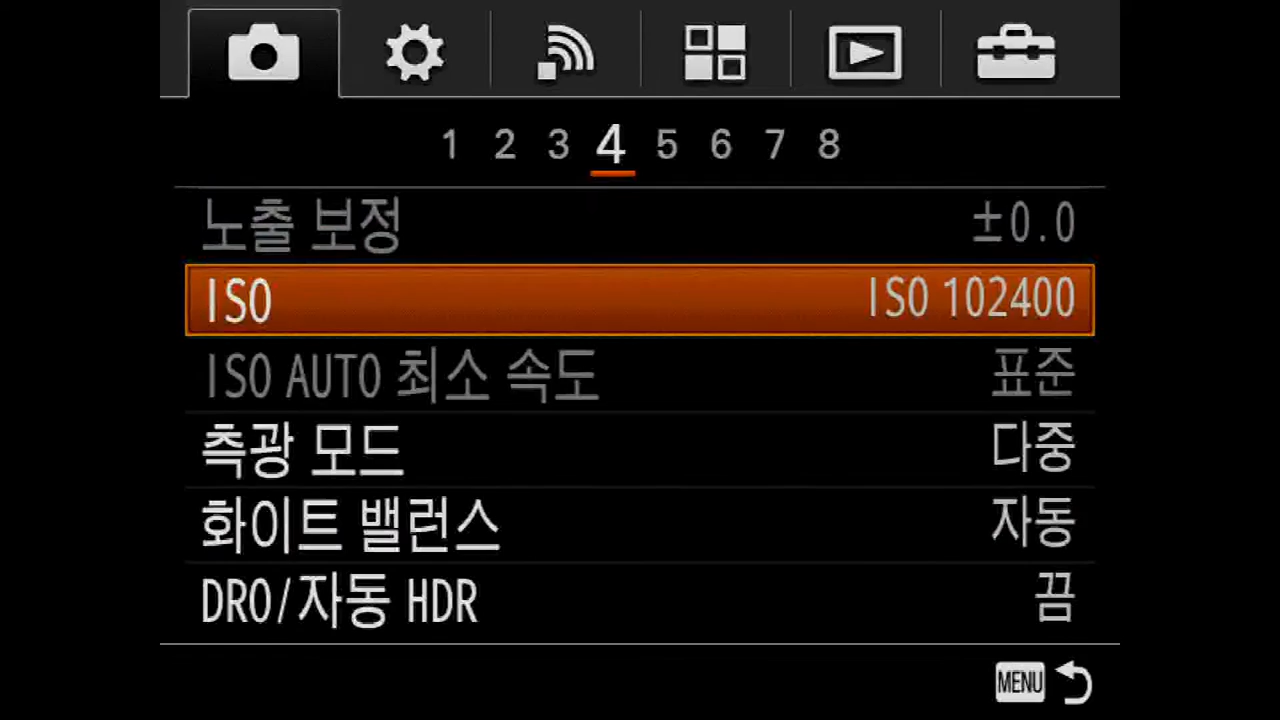 1 2 3 4 5 6 7 8
노출 보정 ±0.0
ISO ISO 102400
ISO AUTO 최소 속도 표준
측광 모드 다중
화이트 밸런스 자동
DRO/자동 HDR 끔
MENU